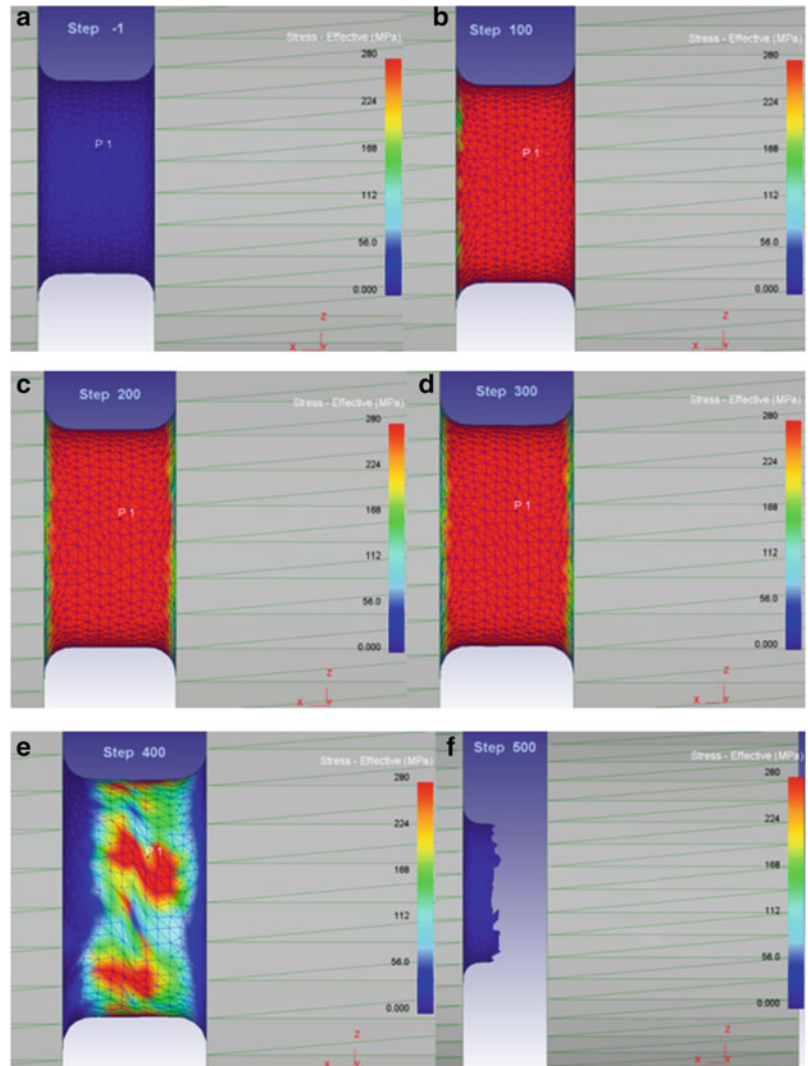 a
Step -1
Stress - Effective (MPa)
280
224
168
112
56.0
0.000
P 1
Z
X Y
b
Step 100
Stress - Effective (MPa)
280
224
168
112
56.0
0.000
P 1
Z
X Y
c
Step 200
Stress - Effective (MPa)
280
224
168
112
56.0
0.000
P 1
Z
X Y
d
Step 300
Stress - Effective (MPa)
280
224
168
112
56.0
0.000
P 1
Z
X Y
e
Step 400
Stress - Effective (MPa)
280
224
168
112
56.0
0.000
1
Z
X
f
Step 500
Stress - Effective (MPa)
280
224
168
112
56.0
0.000
Z
X